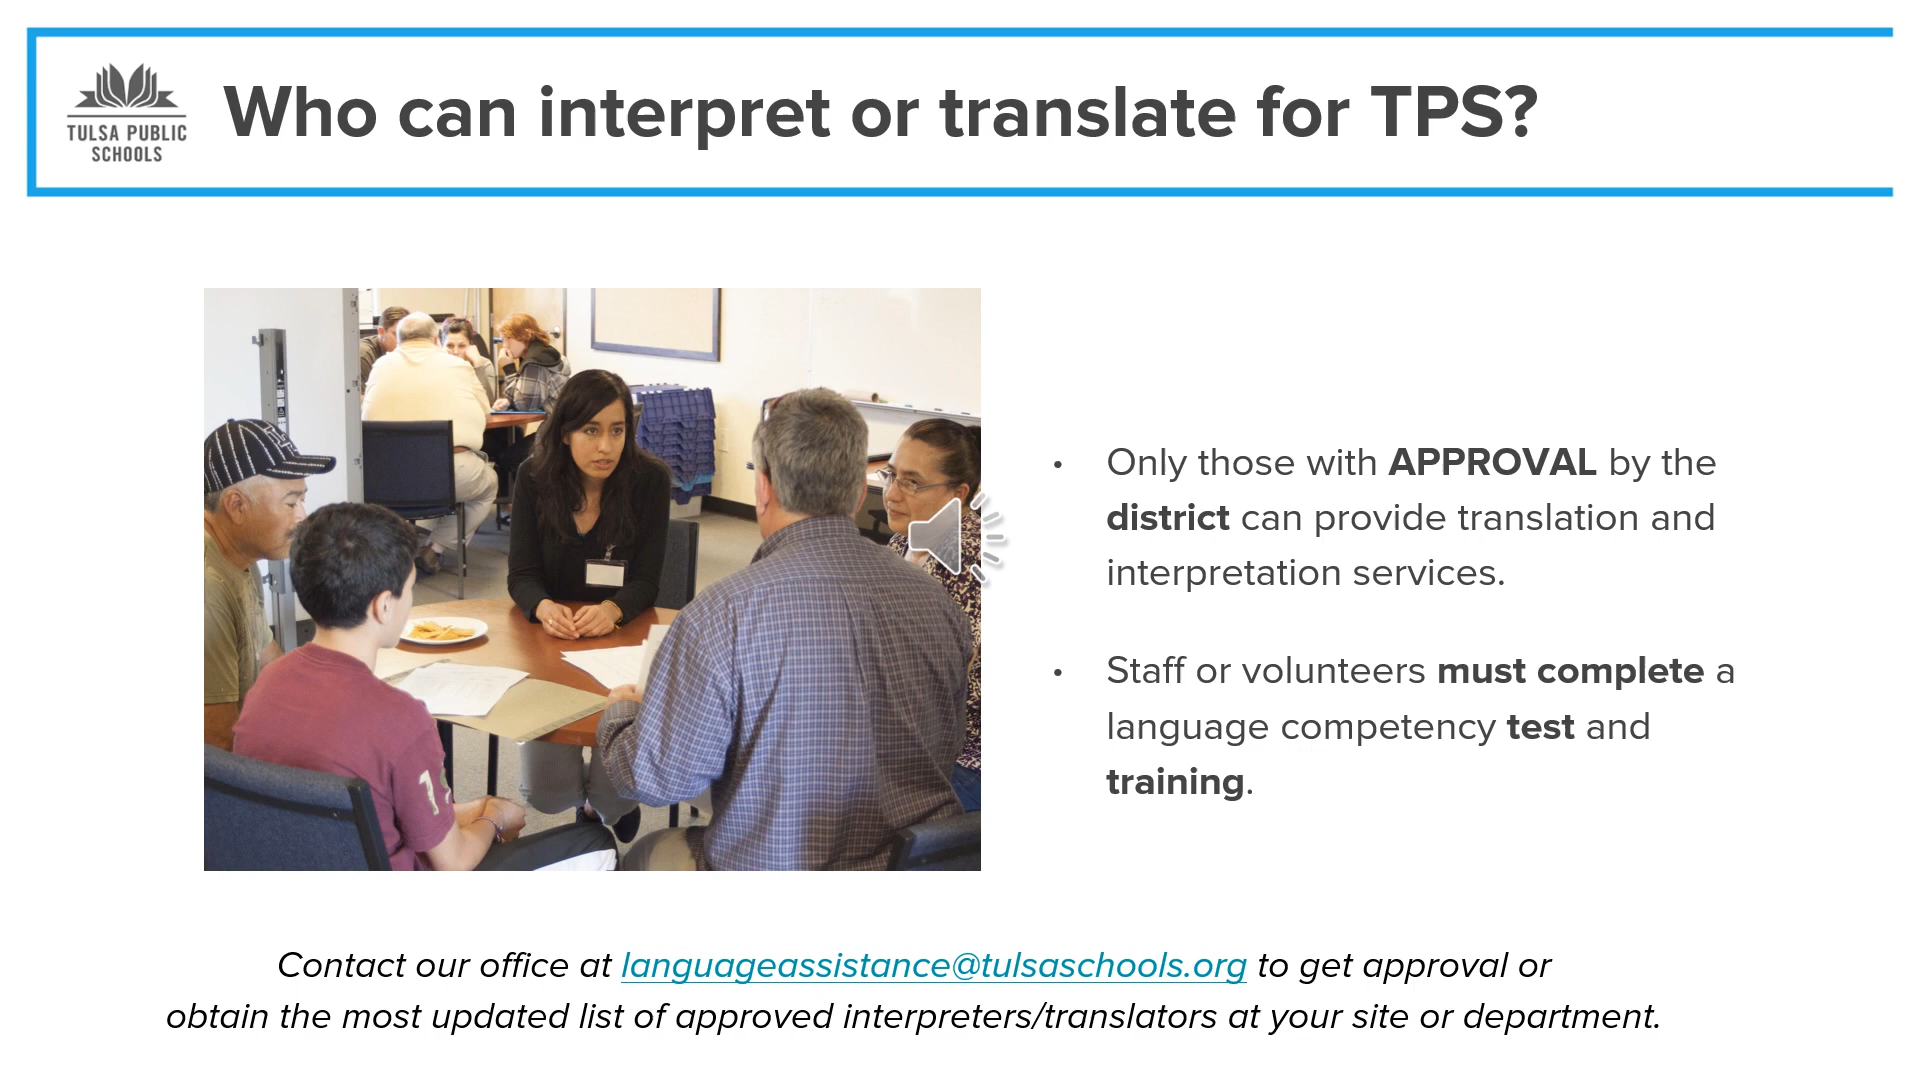 TULSA PUBLIC
SCHOOLS
Who can interpret or translate for TPS?
• Only those with APPROVAL by the
district can provide translation and
interpretation services.
• Staff or volunteers must complete a
language competency test and
training.
Contact our office at languageassistance@tulsaschools.org to get approval or
obtain the most updated list of approved interpreters/translators at your site or department.